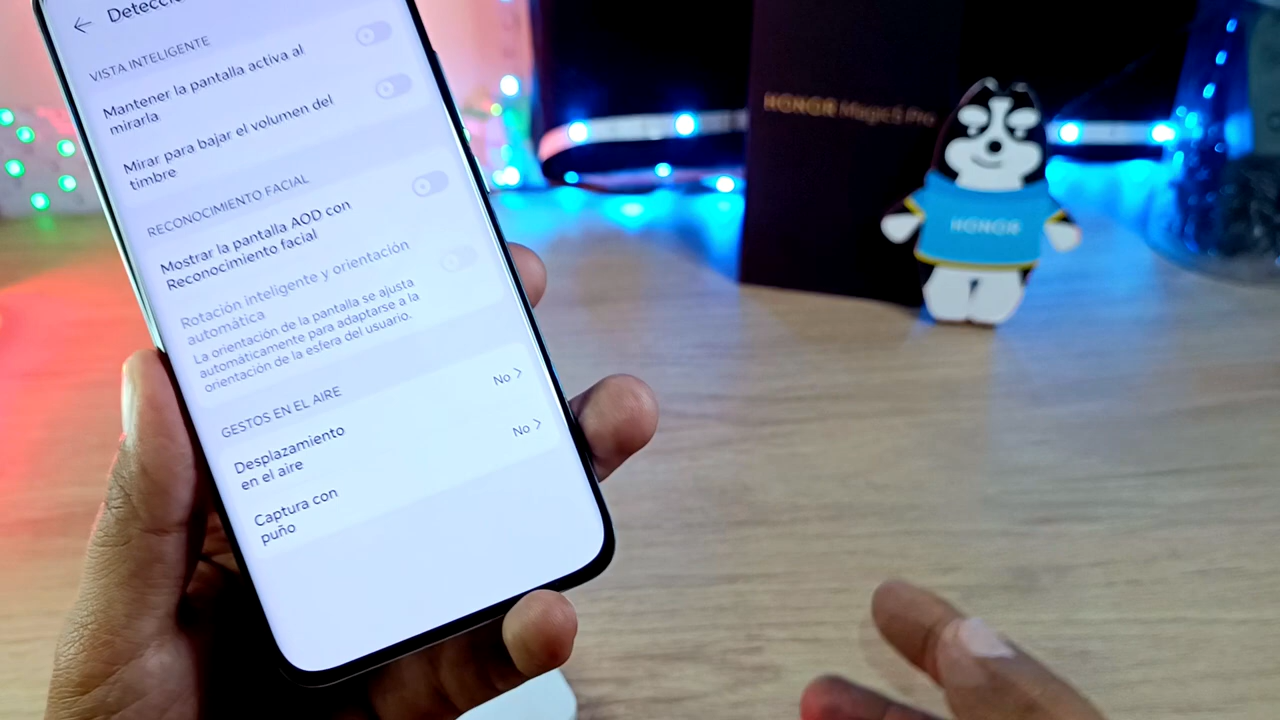 Detecci
VISTA INTELIGENTE
Mantener la pantalla activa al
mirarla
Mirar para bajar el volumen del
timbre
RECONOCIMIENTO FACIAL
Mostrar la pantalla AOD con
Reconocimiento facial
Rotación inteligente y orientación
automática
La orientación de la pantalla se ajusta
automáticamente para adaptarse a la
orientación de la esfera del usuario.
GESTOS EN EL AIRE
Desplazamiento
en el aire
No
Captura con
puño
No
HONOR Magic5 Pro
HONOR